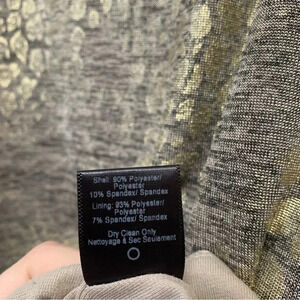 Shell: 90% Polyester/
Polyester
10% Spandex/ Spandex
Lining: 93% Polyester/
Polyester
7% Spandex/ Spandex
Dry Clean Only
Nettoyage à Sec Seulement